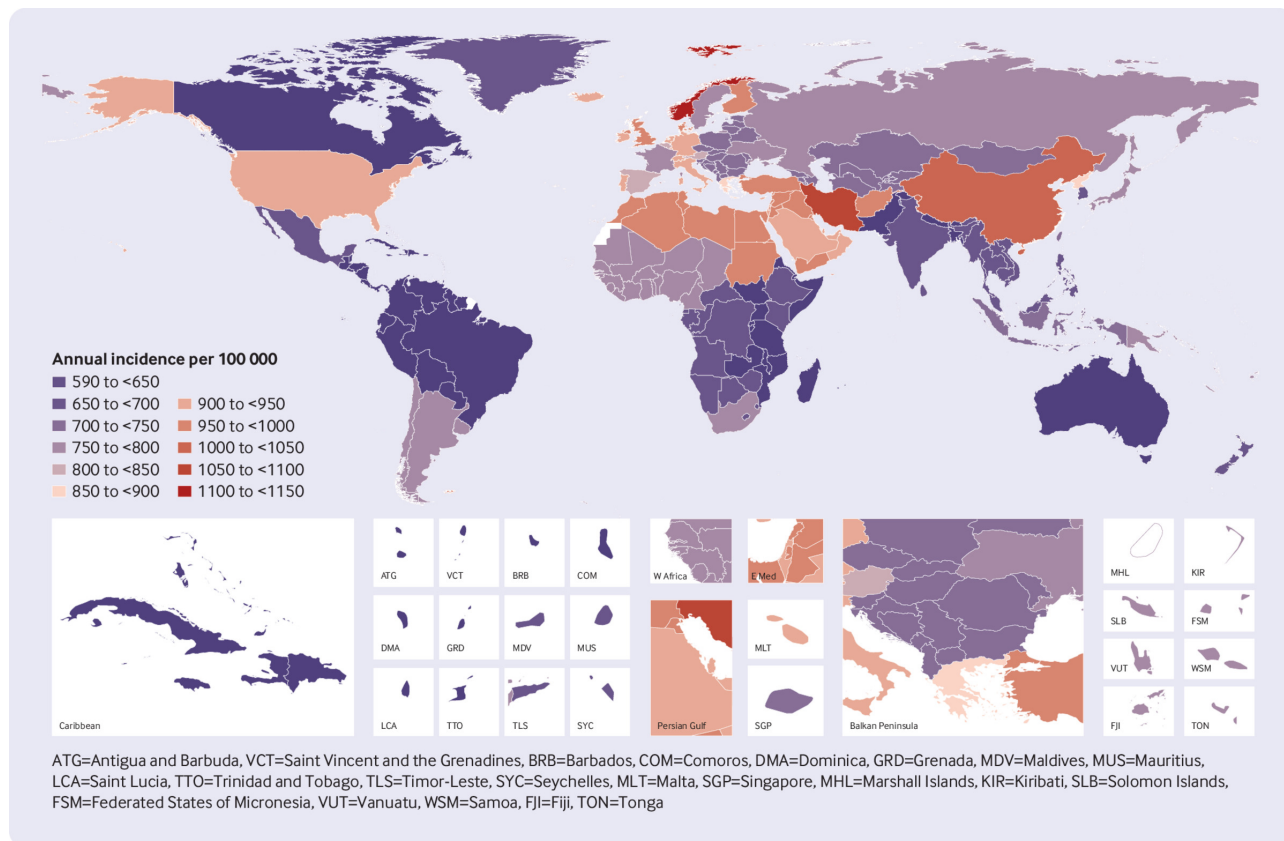 Annual incidence per 100 000
590 to <650
650 to <700
700 to <750
750 to <800
800 to <850
850 to <900
900 to <950
950 to <1000
1000 to <1050
1050 to <1100
1100 to <1150
Caribbean
ATG
VCT
BRB
COM
DMA
GRD
MDV
MUS
LCA
TTO
TLS
SYC
W Africa
E Med
Persian Gulf
MLT
SGP
Balkan Peninsula
MHL
KIR
SLB
FSM
VUT
WSM
FJI
TON
ATG=Antigua and Barbuda, VCT=Saint Vincent and the Grenadines, BRB=Barbados, COM=Comoros, DMA=Dominica, GRD=Grenada, MDV=Maldives, MUS=Mauritius,
LCA=Saint Lucia, TTO=Trinidad and Tobago, TLS=Timor-Leste, SYC=Seychelles, MLT=Malta, SGP=Singapore, MHL=Marshall Islands, KIR=Kiribati, SLB=Solomon Islands,
FSM=Federated States of Micronesia, VUT=Vanuatu, WSM=Samoa, FJI=Fiji, TON=Tonga